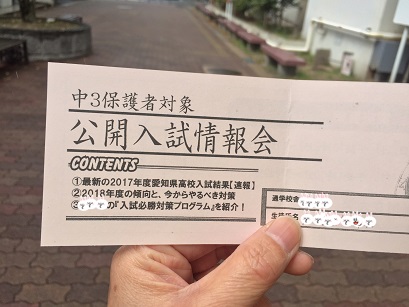 中3保護者対象
公開入試情報会
CONTENTS
①最新の2017年度愛知県高校入試結果【速報】
②2018年度の傾向と、今からやるべき対策
③の『入試必勝対策プログラム』を紹介!
通学校舎
生徒氏名